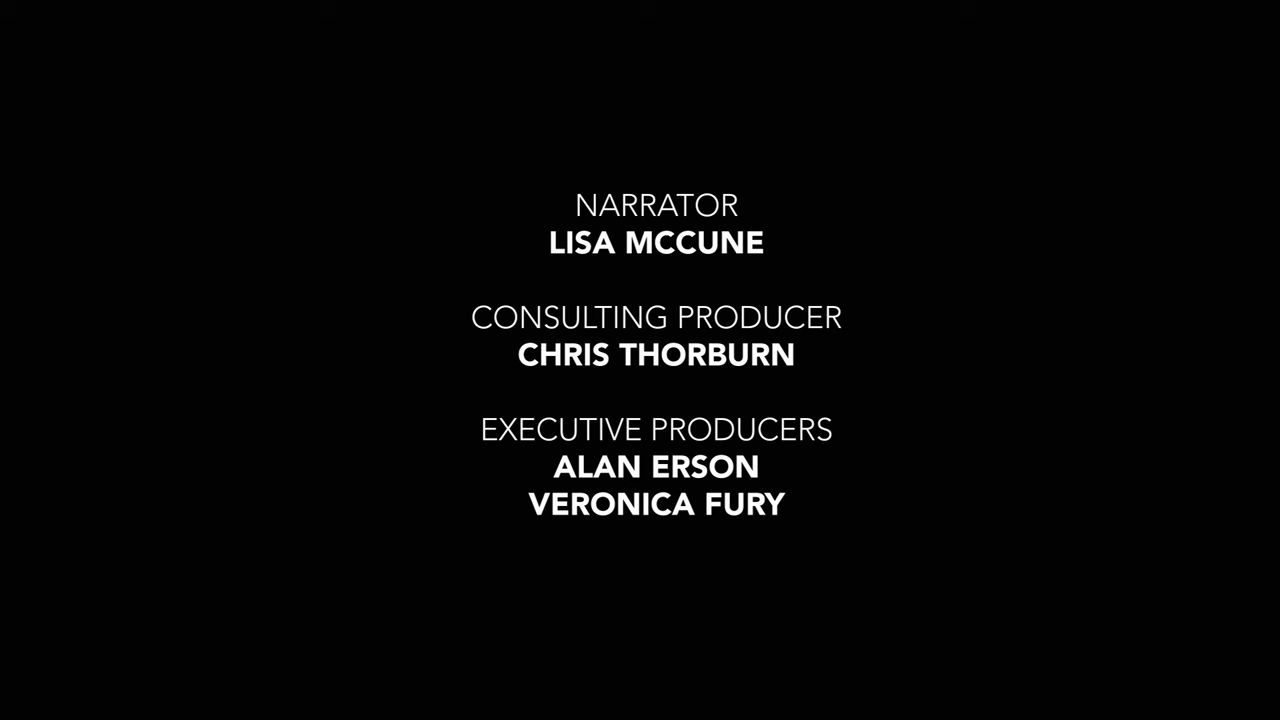 NARRATOR
LISA MCCUNE
CONSULTING PRODUCER
CHRIS THORBURN
EXECUTIVE PRODUCERS
ALAN ERSON
VERONICA FURY